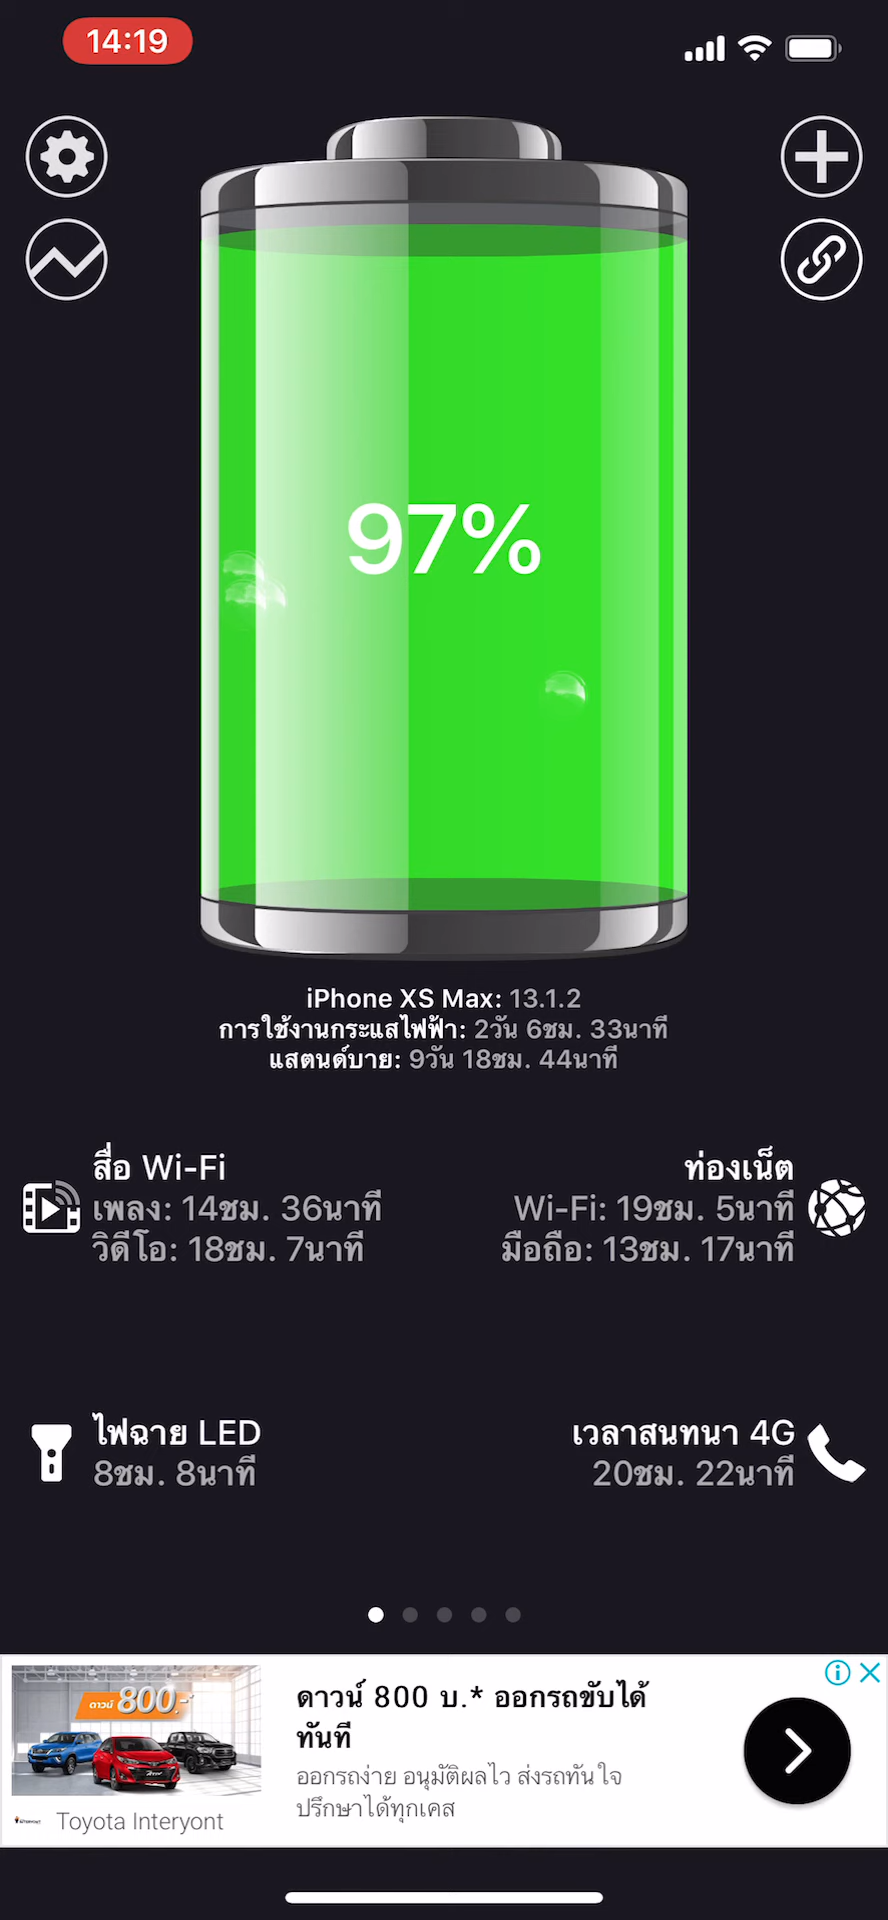 14:19
97%
iPhone XS Max: 13.1.2
การใช้งานกระแสไฟฟ้า: 2วัน 6ชม. 33นาที
แสตนด์บาย: 9วัน 18ชม. 44นาที
สื่อ Wi-Fi
เพลง: 14ชม. 36นาที
วิดีโอ: 18ชม. 7นาที
ท่องเน็ต
Wi-Fi: 19ชม. 5นาที
มือถือ: 13ชม. 17นาที
ไฟฉาย LED
8ชม. 8นาที
เวลาสนทนา 4G
20ชม. 22นาที
ดาวน์ 800.-
ดาวน์ 800 บ.* ออกรถขับได้
ทันที
ออกรถง่าย อนุมัติผลไว ส่งรถทันใจ
ปรึกษาได้ทุกเคส
Toyota Interyont